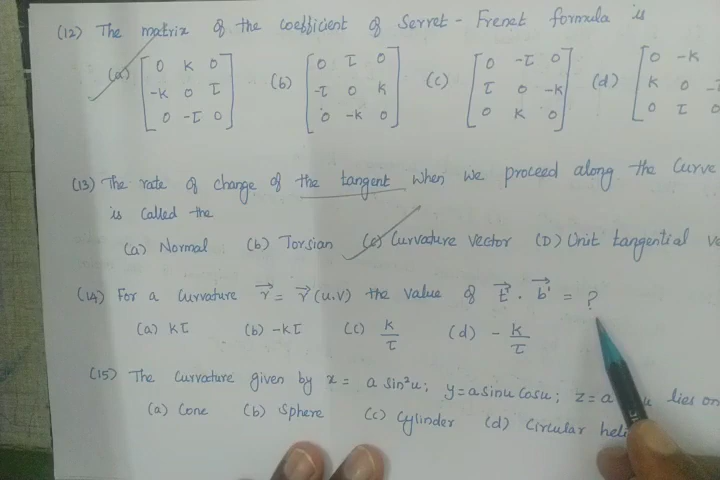 (12) The matrix of the coefficient of Serret - Frenet formula is
(a) [0 K 0 (b) [0 τ 0 (c) [0 -τ 0 (d) [0 -K
-K 0 τ -τ 0 K τ 0 -K K 0
0 -τ 0] 0 -K 0] 0 K 0] 0 τ 0
(13) The rate of change of the tangent when we proceed along the Curve
is called the
(a) Normal (b) Torsian (c) Curvature vector (D) Unit tangential
(14) For a curvature r⃗ = r⃗ (u.v) the value of t⃗' . b⃗' = ?
(a) Kτ (b) -Kτ (c) K/τ (d) - K/τ
(15) The Curvature given by x = a sin²u; y = a sinu cosu; z = a lies on
(a) Cone (b) Sphere (c) Cylinder (d) Circular